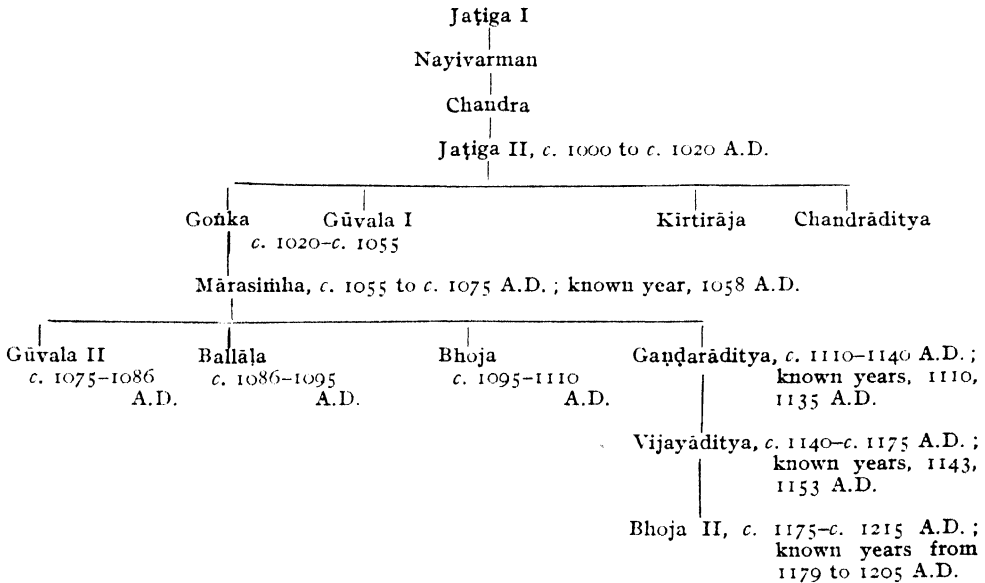 Jaṭiga I
Nayivarman
Chandra
Jaṭiga II, c. 1000 to c. 1020 A.D.
Goṅka Gūvala I Kīrtirāja Chandrāditya
c. 1020–c. 1055
Mārasiṁha, c. 1055 to c. 1075 A.D. ; known year, 1058 A.D.
Gūvala II Ballāḷa Bhoja Gaṇḍarāditya, c. 1110–1140 A.D. ;
c. 1075–1086 c. 1086–1095 c. 1095–1110 known years, 1110,
A.D. A.D. A.D. 1135 A.D.
Vijayāditya, c. 1140–c. 1175 A.D. ;
known years, 1143,
1153 A.D.
Bhoja II, c. 1175–c. 1215 A.D. ;
known years from
1179 to 1205 A.D.